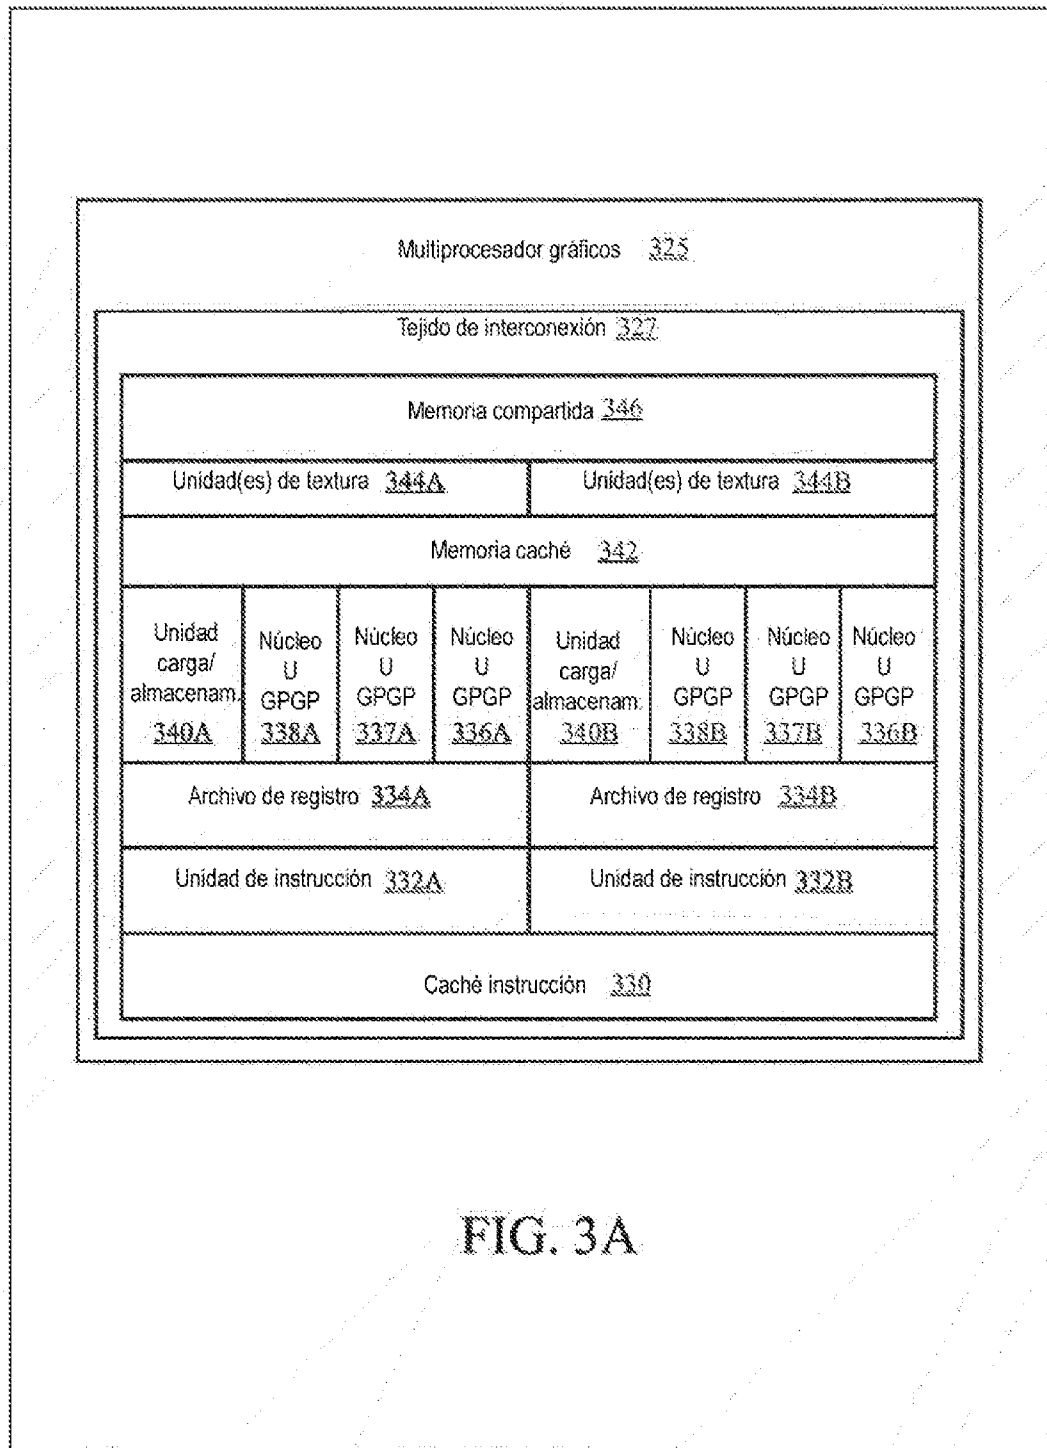 Multiprocesador gráficos 325
Tejido de interconexión 327
Memoria compartida 346
Unidad(es) de textura 344A
Unidad(es) de textura 344B
Memoria caché 342
Unidad
carga/
almacenam.
340A
Núcleo
U
GPGP
338A
Núcleo
U
GPGP
337A
Núcleo
U
GPGP
336A
Unidad
carga/
almacenam.
340B
Núcleo
U
GPGP
338B
Núcleo
U
GPGP
337B
Núcleo
U
GPGP
336B
Archivo de registro 334A
Archivo de registro 334B
Unidad de instrucción 332A
Unidad de instrucción 332B
Caché instrucción 330
FIG. 3A